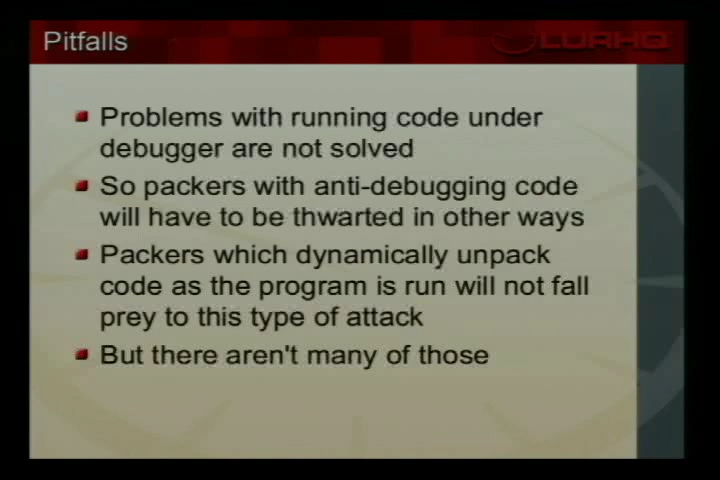 Pitfalls
LURHQ
Problems with running code under
debugger are not solved
So packers with anti-debugging code
will have to be thwarted in other ways
Packers which dynamically unpack
code as the program is run will not fall
prey to this type of attack
But there aren't many of those